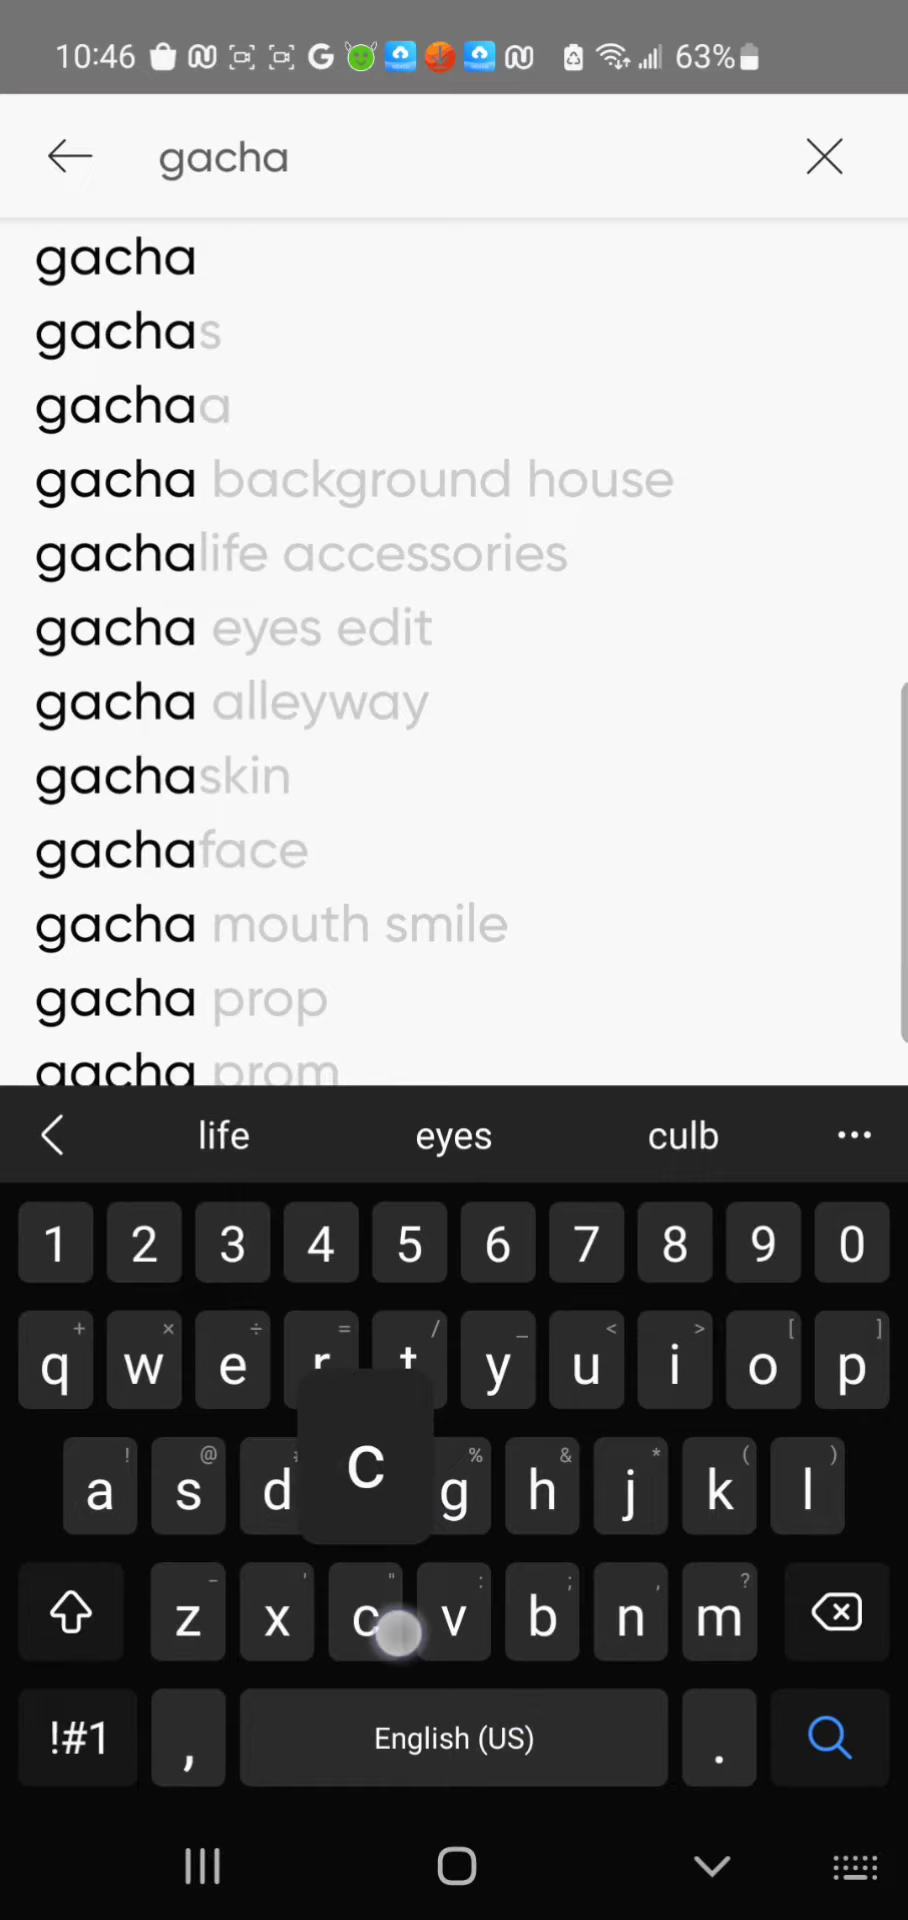 10:46 63%
gacha
gacha
gachas
gachaa
gacha background house
gachalife accessories
gacha eyes edit
gacha alleyway
gachaskin
gachaface
gacha mouth smile
gacha prop
gacha prom
life eyes culb ...
1 2 3 4 5 6 7 8 9 0
+ × ÷ = / _ < > [ ]
q w e r t y u i o p
! @ % & * ( )
a s d c g h j k l
- ' " : ; , ?
z x c v b n m
!#1 , English (US) .